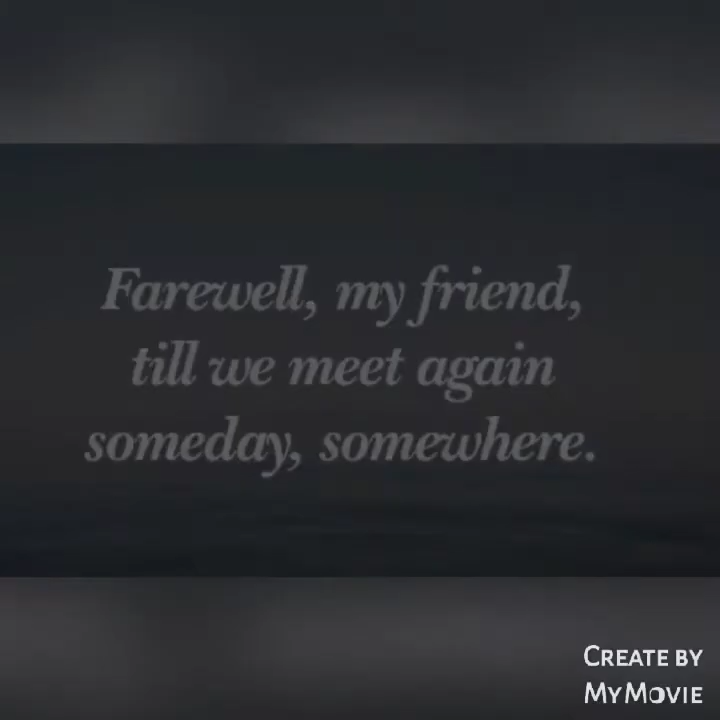 Farewell, my friend,
till we meet again
someday, somewhere.
CREATE BY
MYMOVIE